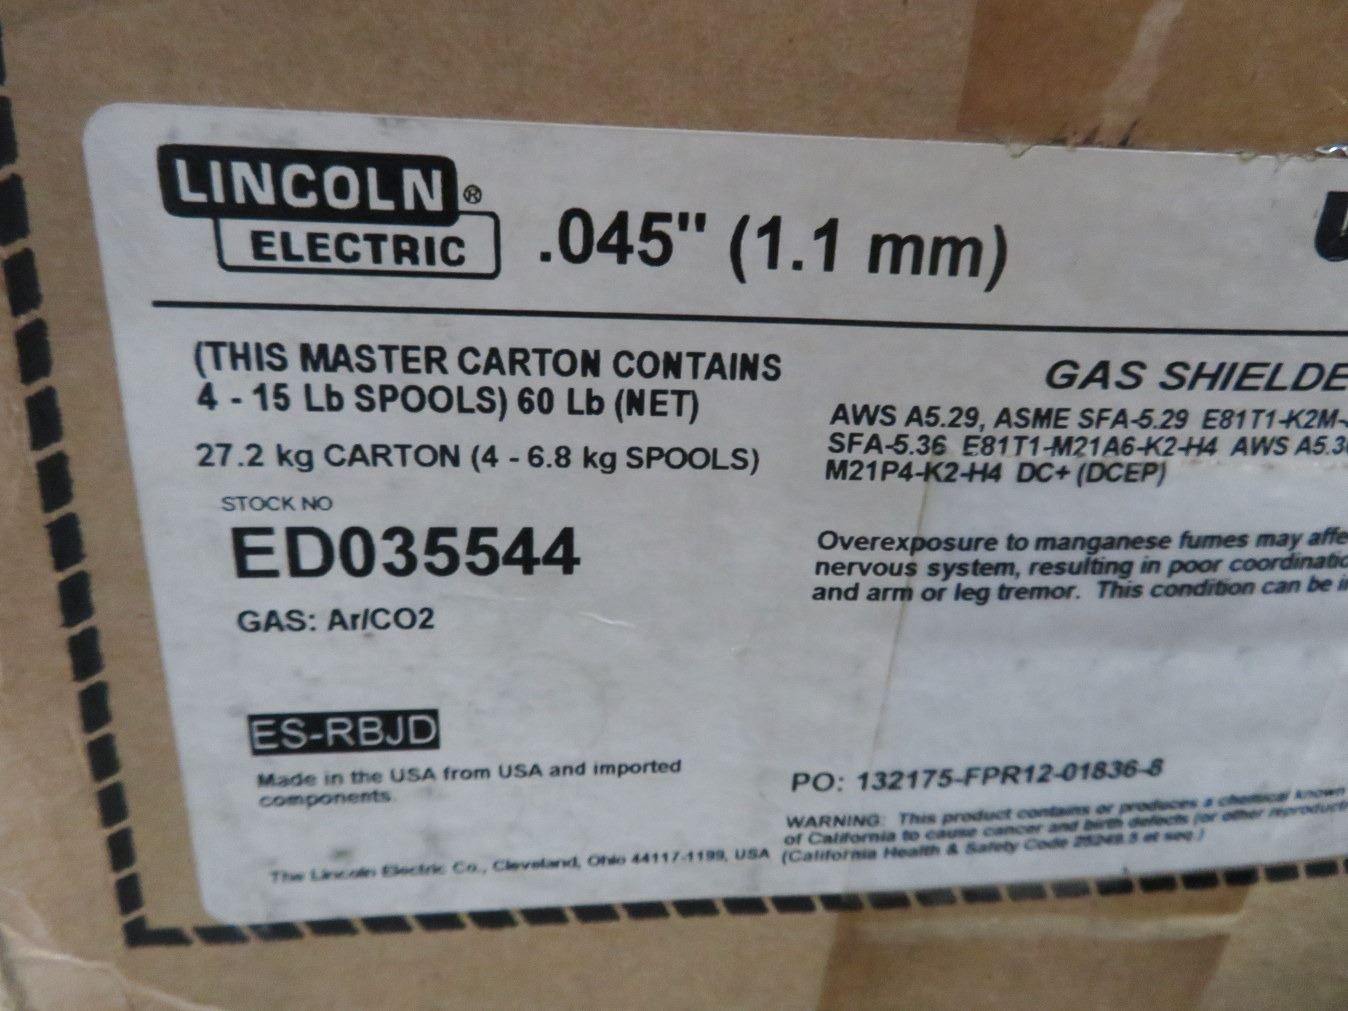 LINCOLN®
ELECTRIC
.045" (1.1 mm)
(THIS MASTER CARTON CONTAINS
4 - 15 Lb SPOOLS) 60 Lb (NET)
27.2 kg CARTON (4 - 6.8 kg SPOOLS)
STOCK NO
ED035544
GAS: Ar/CO2
ES-RBJD
Made in the USA from USA and imported
components
The Lincoln Electric Co., Cleveland, Ohio 44117-1199, USA
GAS SHIELDE
AWS A5.29, ASME SFA-5.29 E81T1-K2M-
SFA-5.36 E81T1-M21A6-K2-H4 AWS A5.3
M21P4-K2-H4 DC+ (DCEP)
Overexposure to manganese fumes may affe
nervous system, resulting in poor coordinatio
and arm or leg tremor. This condition can be
PO: 132175-FPR12-01836-8
WARNING: This product contains or produces a chemical known
of California to cause cancer and birth defects (or other reproducti
(California Health & Safety Code 25249.5 et seq.)